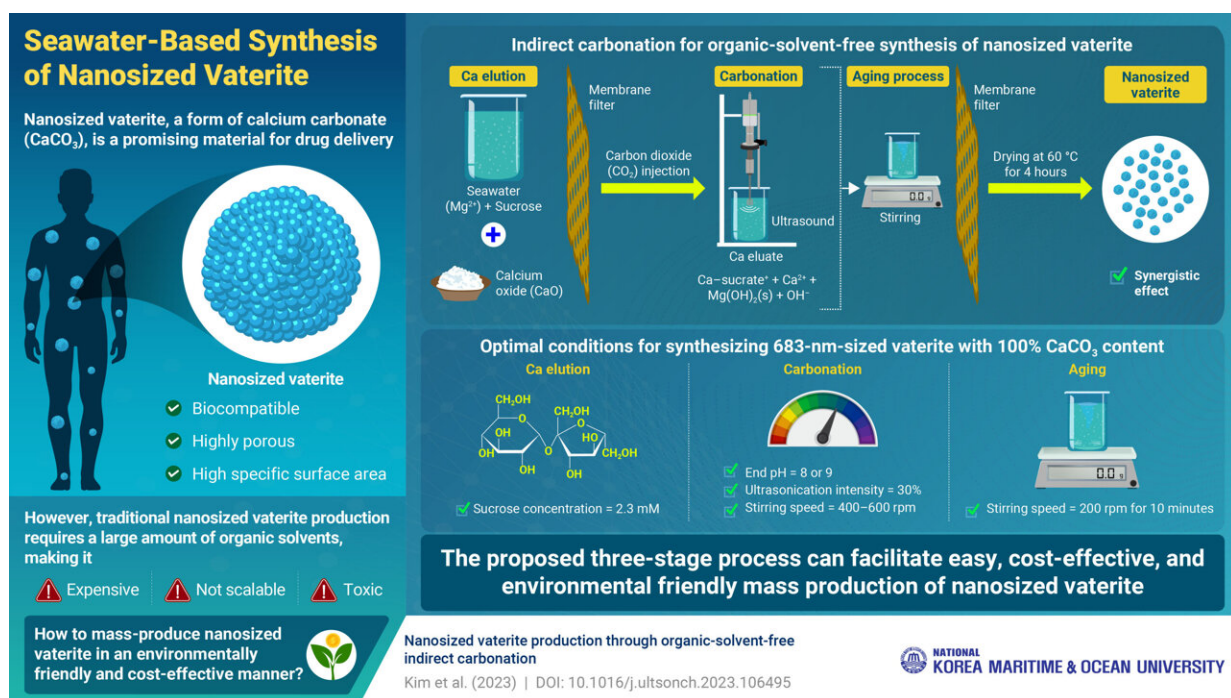 Seawater-Based Synthesis
of Nanosized Vaterite
Nanosized vaterite, a form of calcium carbonate
(CaCO₃), is a promising material for drug delivery
Nanosized vaterite
Biocompatible
Highly porous
High specific surface area
However, traditional nanosized vaterite production
requires a large amount of organic solvents,
making it
Expensive
Not scalable
Toxic
How to mass-produce nanosized
vaterite in an environmentally
friendly and cost-effective manner?
Indirect carbonation for organic-solvent-free synthesis of nanosized vaterite
Ca elution
Seawater
(Mg²⁺) + Sucrose
Calcium
oxide (CaO)
Membrane
filter
Carbon dioxide
(CO₂) injection
Carbonation
Ultrasound
Ca eluate
Ca–sucrate⁺ + Ca²⁺ +
Mg(OH)₂(s) + OH⁻
Aging process
0.0 g
Stirring
Membrane
filter
Drying at 60 °C
for 4 hours
Nanosized
vaterite
Synergistic
effect
Optimal conditions for synthesizing 683-nm-sized vaterite with 100% CaCO₃ content
Ca elution
CH₂OH
O
OH
OH
OH
O
CH₂OH
O
HO
CH₂OH
OH
Sucrose concentration = 2.3 mM
Carbonation
End pH = 8 or 9
Ultrasonication intensity = 30%
Stirring speed = 400–600 rpm
Aging
0.0 g
Stirring speed = 200 rpm for 10 minutes
The proposed three-stage process can facilitate easy, cost-effective, and
environmental friendly mass production of nanosized vaterite
Nanosized vaterite production through organic-solvent-free
indirect carbonation
Kim et al. (2023) | DOI: 10.1016/j.ultsonch.2023.106495
NATIONAL
KOREA MARITIME & OCEAN UNIVERSITY